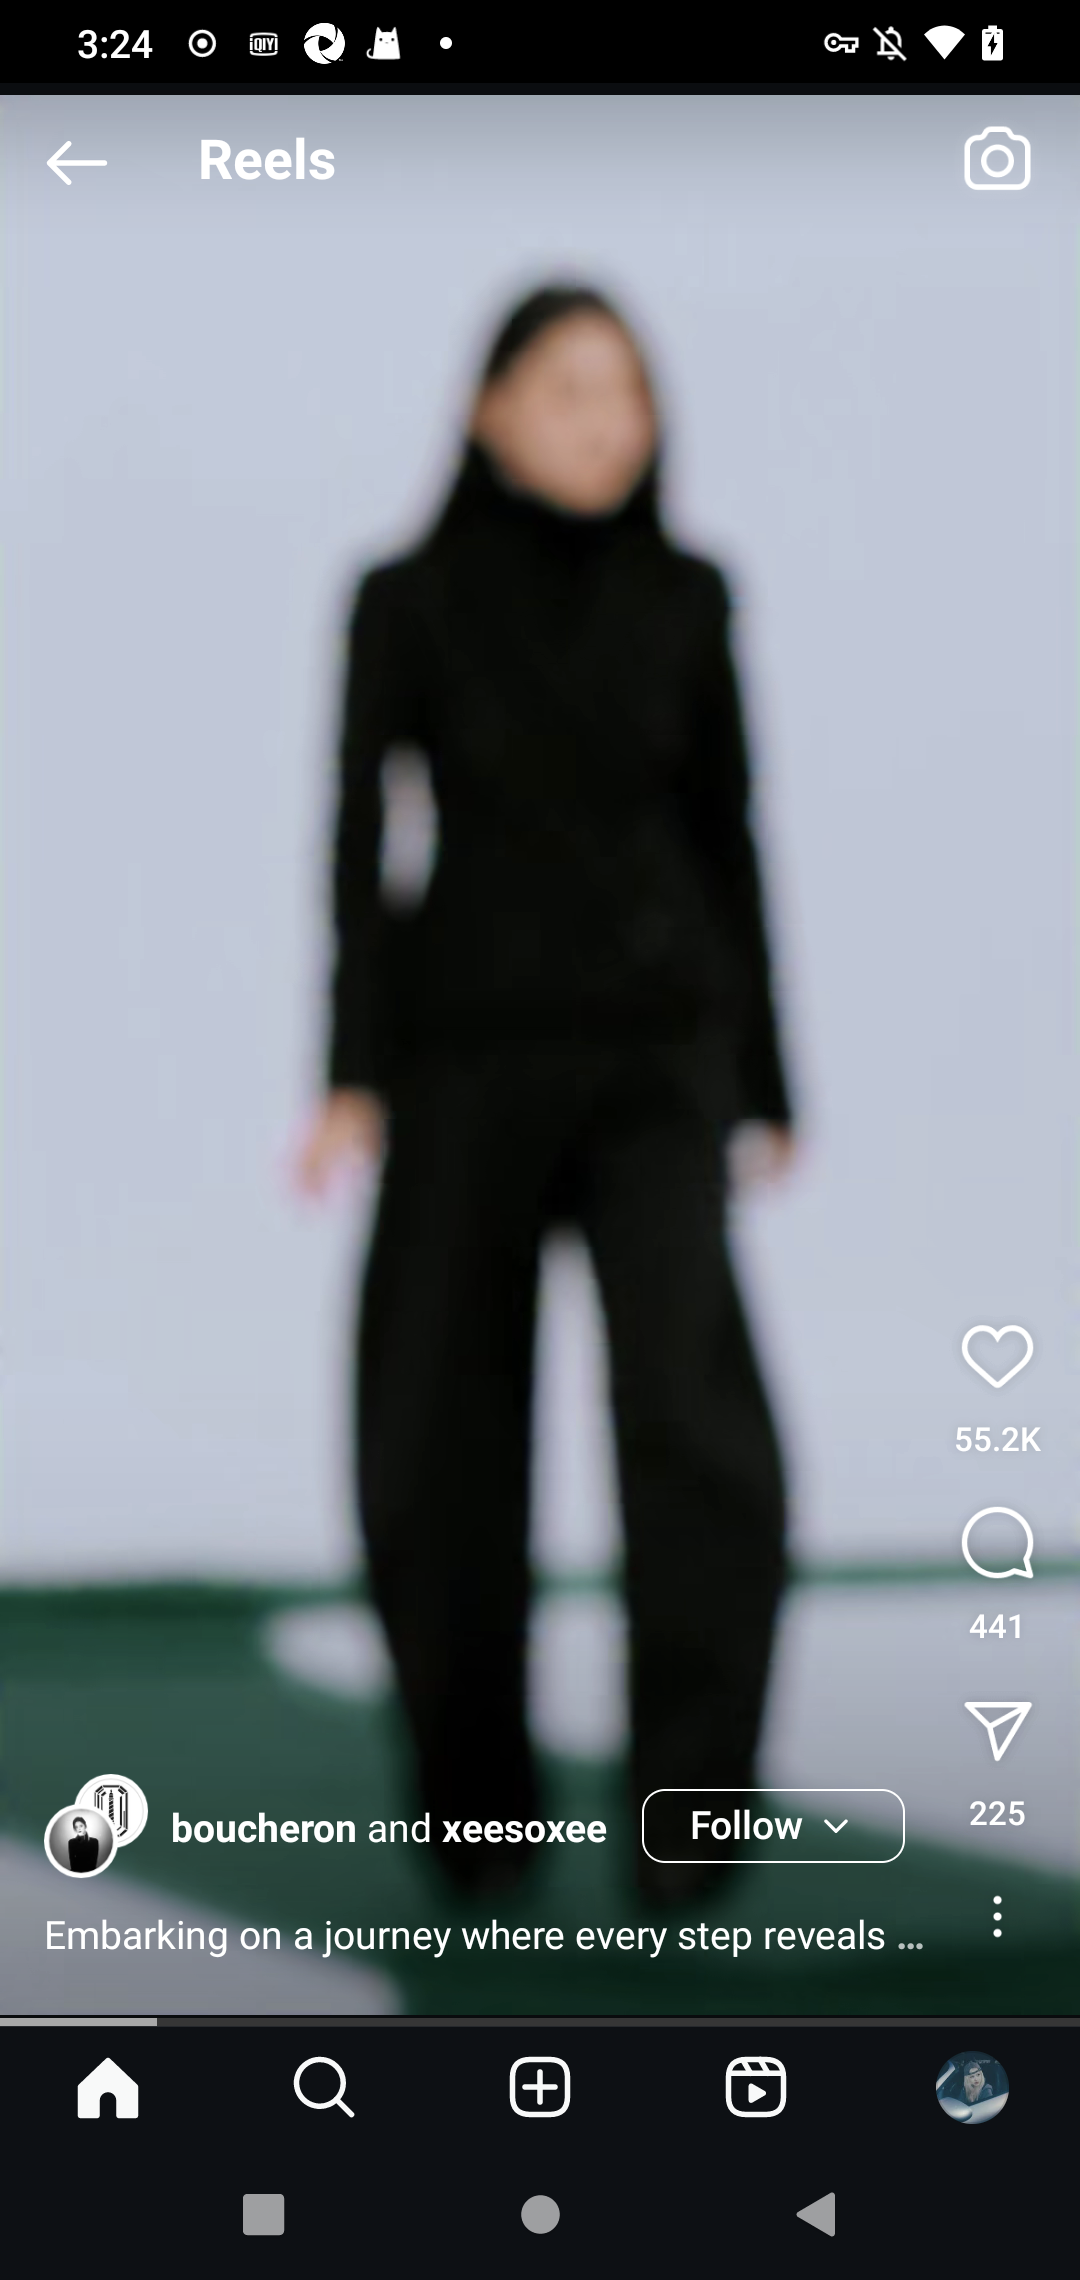 3:24
iQIYI
Reels
55.2K
441
225
boucheron and xeesoxee
Follow
Embarking on a journey where every step reveals ...